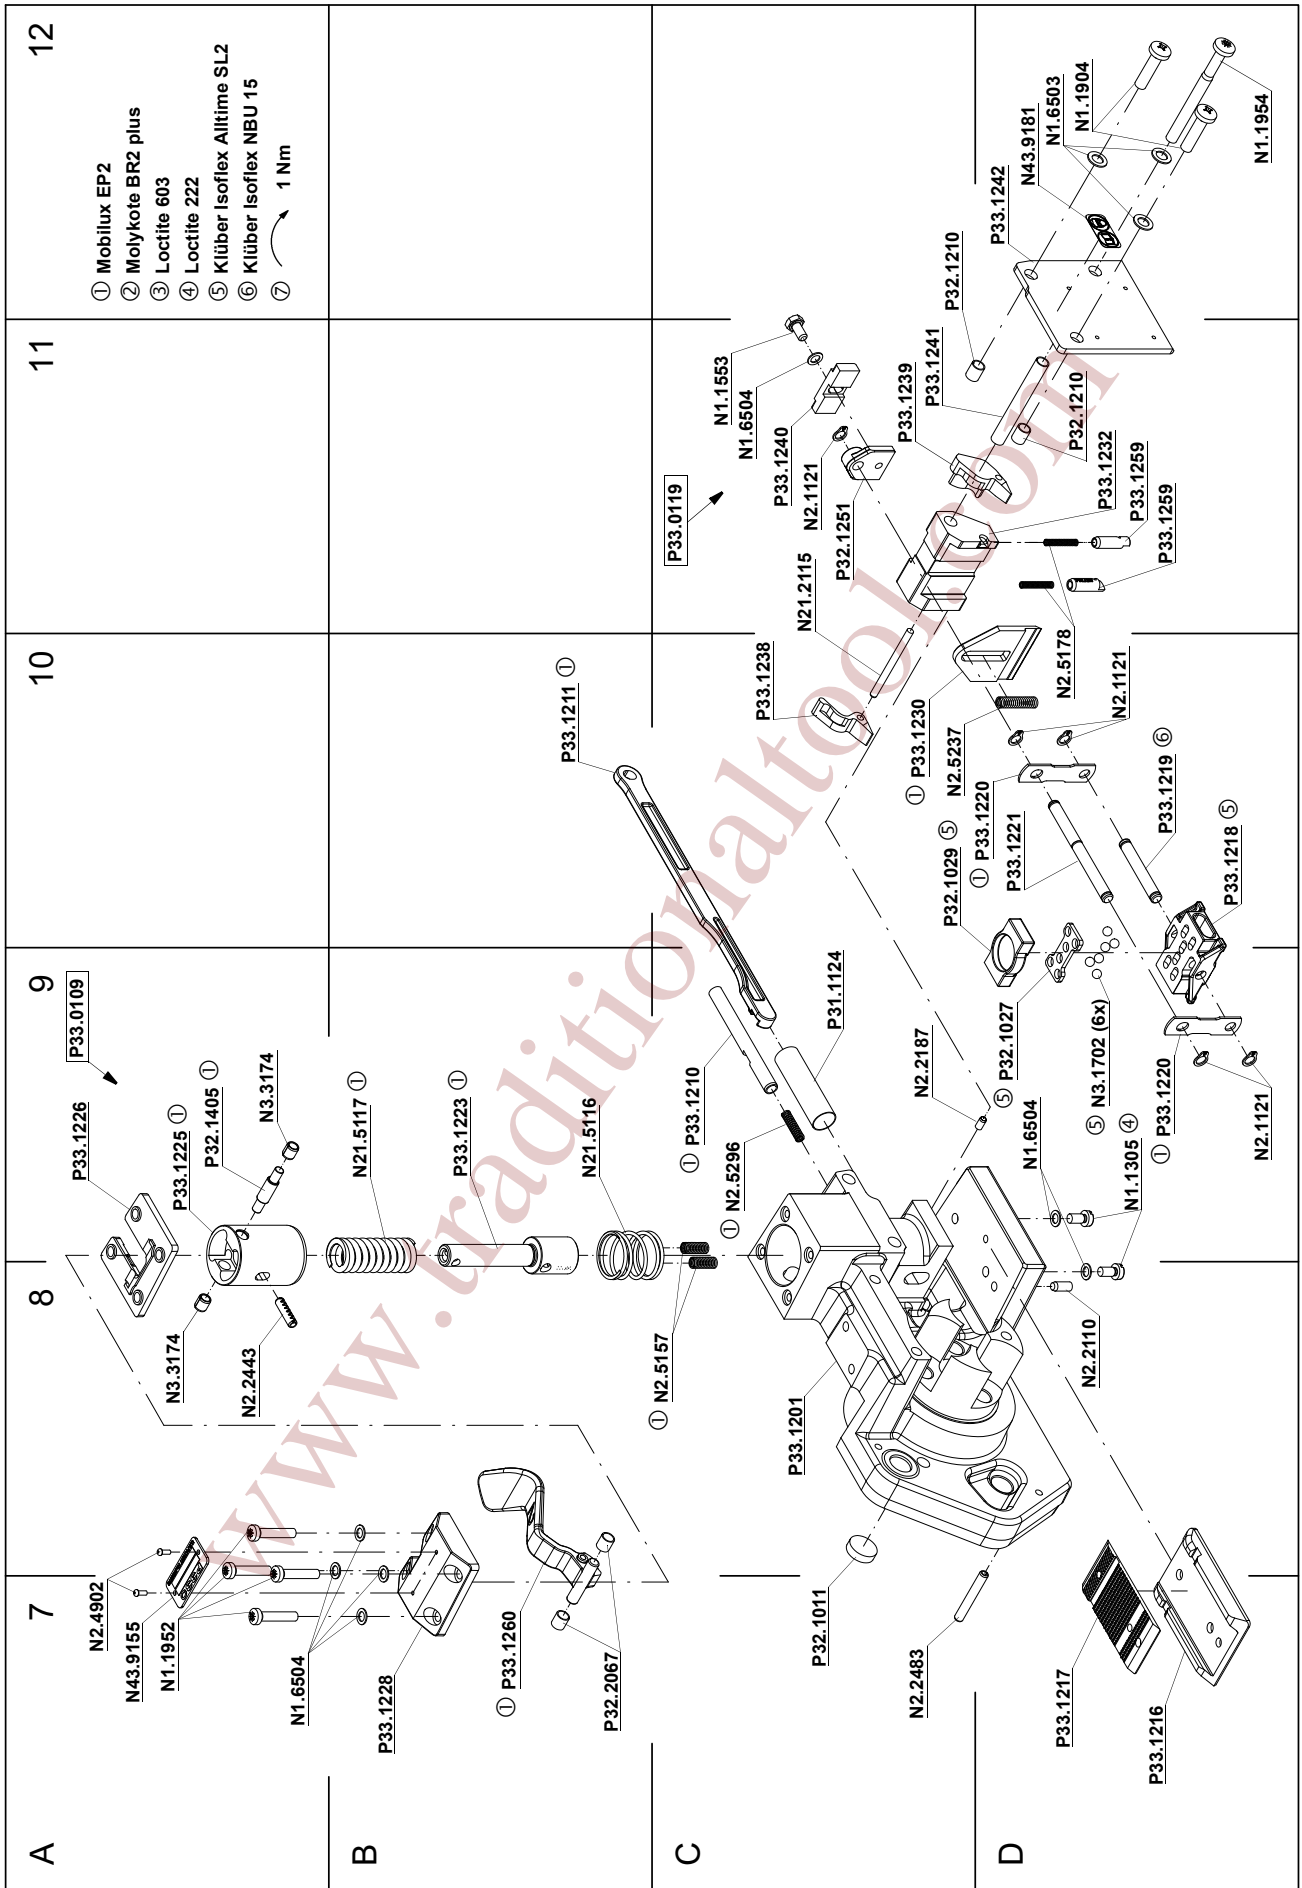 12
11
10
9
8
7
A
B
C
D
① Mobilux EP2
② Molykote BR2 plus
③ Loctite 603
④ Loctite 222
⑤ Klüber Isoflex Alltime SL2
⑥ Klüber Isoflex NBU 15
⑦ 1 Nm
P33.0109
P33.1226
P33.1225 ①
P32.1405 ①
N3.3174
N3.3174
N2.2443
N2.4902
N43.9155
N1.1952
N1.6504
P33.1228
N21.5117 ①
P33.1223 ①
N21.5116
① N2.5157
① P33.1260
P32.2067
P33.1211 ①
① P33.1210
① N2.5296
P31.1124
N2.2187
P33.1201
P32.1011
N2.2483
P33.1217
P33.1216
N1.6504
N1.1305 ④
N2.2110
P33.0119
N1.1553
N1.6504
P33.1240
N2.1121
P32.1251
N21.2115
P33.1238
P33.1239
P33.1241
P32.1210
P32.1210
P33.1232
P33.1259
P33.1259
N2.5178
① P33.1230
N2.5237
N2.1121
① P33.1220
P33.1221
P33.1219 ⑥
P32.1029 ⑤
P33.1218 ⑤
⑤ P32.1027
⑤ N3.1702 (6x)
① P33.1220
N2.1121
P33.1242
N43.9181
N1.6503
N1.1904
N1.1954
www.traditionaltool.com